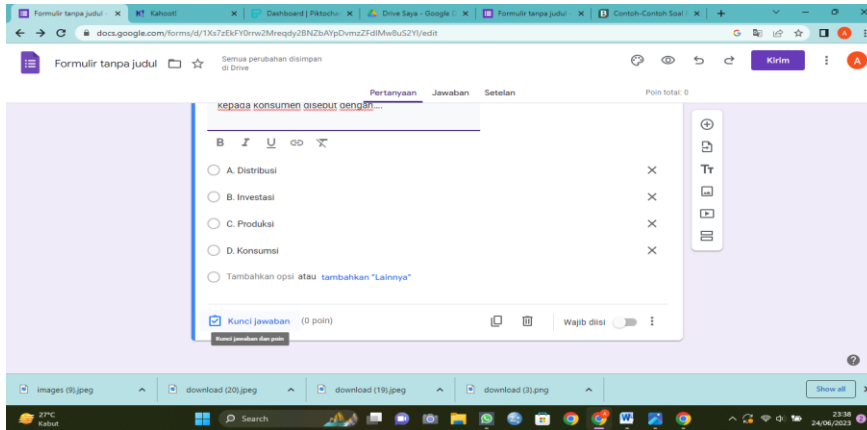 Formulir tanpa judul -
Kahoot!
Dashboard | Piktochar
Drive Saya - Google D
Formulir tanpa judul -
Contoh-Contoh Soal
docs.google.com/forms/d/
Formulir tanpa judul
Semua perubahan disimpan
di Drive
Kirim
A
Pertanyaan Jawaban Setelan
Poin total: 0
kepada konsumen disebut dengan....
B I U
A. Distribusi
B. Investasi
C. Produksi
D. Konsumsi
Tambahkan opsi atau tambahkan "Lainnya"
Kunci jawaban (0 poin)
Wajib diisi
Kunci jawaban dan poin
images (9).jpeg
download (20).jpeg
download (19).jpeg
download (3).png
Show all
27°C
Kabut
Search
23:38
24/06/2023